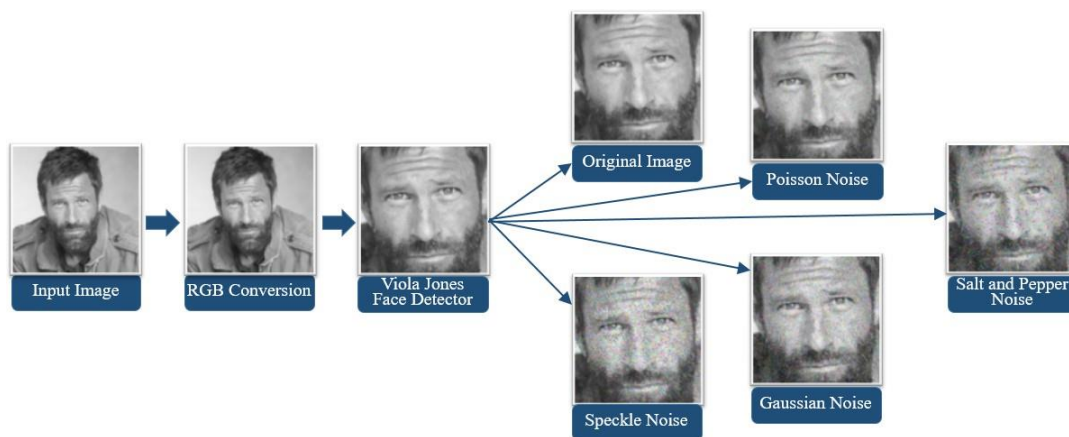 Input Image
RGB Conversion
Viola Jones
Face Detector
Original Image
Poisson Noise
Salt and Pepper
Noise
Speckle Noise
Gaussian Noise